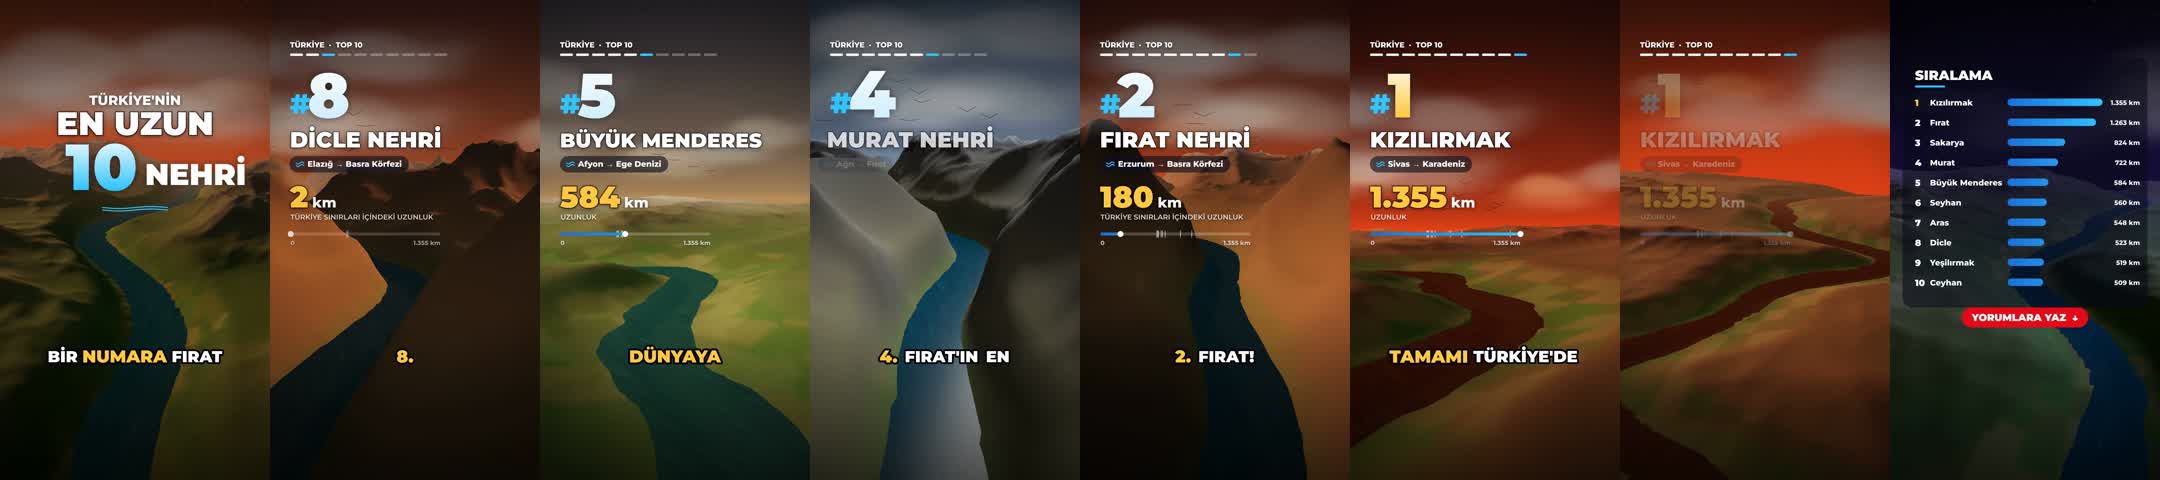 TÜRKİYE'NİN
EN UZUN
10 NEHRİ
BİR NUMARA FIRAT
TÜRKİYE • TOP 10
#8
DİCLE NEHRİ
Elazığ → Basra Körfezi
2 km
TÜRKİYE SINIRLARI İÇİNDEKİ UZUNLUK
0 1.355 km
8.
TÜRKİYE • TOP 10
#5
BÜYÜK MENDERES
Afyon → Ege Denizi
584 km
UZUNLUK
0 1.355 km
DÜNYAYA
TÜRKİYE • TOP 10
#4
MURAT NEHRİ
Ağrı → Fırat
4. FIRAT'IN EN
TÜRKİYE • TOP 10
#2
FIRAT NEHRİ
Erzurum → Basra Körfezi
180 km
TÜRKİYE SINIRLARI İÇİNDEKİ UZUNLUK
0 1.355 km
2. FIRAT!
TÜRKİYE • TOP 10
#1
KIZILIRMAK
Sivas → Karadeniz
1.355 km
UZUNLUK
0 1.355 km
TAMAMI TÜRKİYE'DE
TÜRKİYE • TOP 10
#1
KIZILIRMAK
Sivas → Karadeniz
1.355 km
UZUNLUK
0 1.355 km
SIRALAMA
1 Kızılırmak 1.355 km
2 Fırat 1.263 km
3 Sakarya 824 km
4 Murat 722 km
5 Büyük Menderes 584 km
6 Seyhan 560 km
7 Aras 548 km
8 Dicle 523 km
9 Yeşilırmak 519 km
10 Ceyhan 509 km
YORUMLARA YAZ ↓